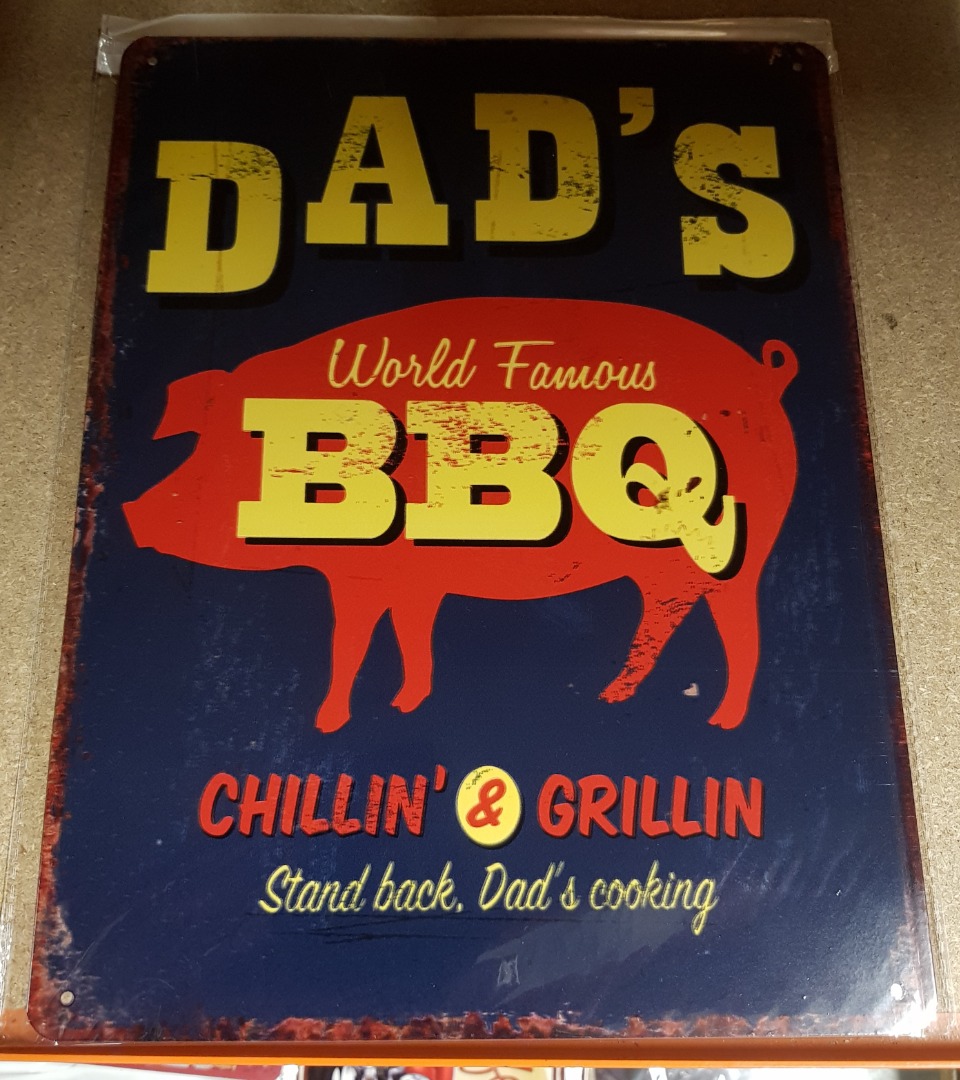 DAD'S
World Famous
BBQ
CHILLIN' & GRILLIN
Stand back, Dad's cooking